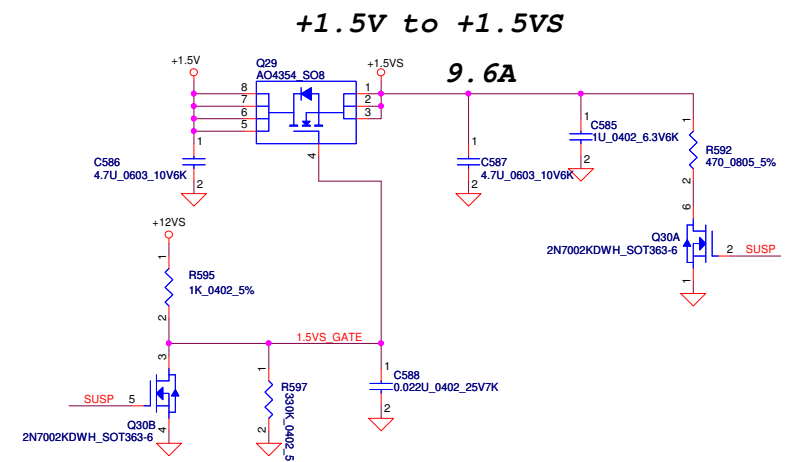 +1.5V to +1.5VS
+1.5V
Q29
AO4354_SO8
+1.5VS
9.6A
8
7
6
5
1
2
3
4
1
C586
4.7U_0603_10V6K
2
1
C587
4.7U_0603_10V6K
2
1
C585
1U_0402_6.3V6K
2
1
R592
470_0805_5%
2
6
Q30A
2N7002KDWH_SOT363-6
2
SUSP
1
+12VS
1
R595
1K_0402_5%
2
1.5VS_GATE
3
SUSP
5
4
Q30B
2N7002KDWH_SOT363-6
1
R597
330K_0402_5
2
1
C588
0.022U_0402_25V7K
2